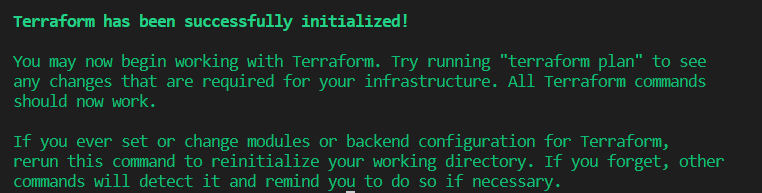 Terraform has been successfully initialized!
You may now begin working with Terraform. Try running "terraform plan" to see
any changes that are required for your infrastructure. All Terraform commands
should now work.
If you ever set or change modules or backend configuration for Terraform,
rerun this command to reinitialize your working directory. If you forget, other
commands will detect it and remind you to do so if necessary.